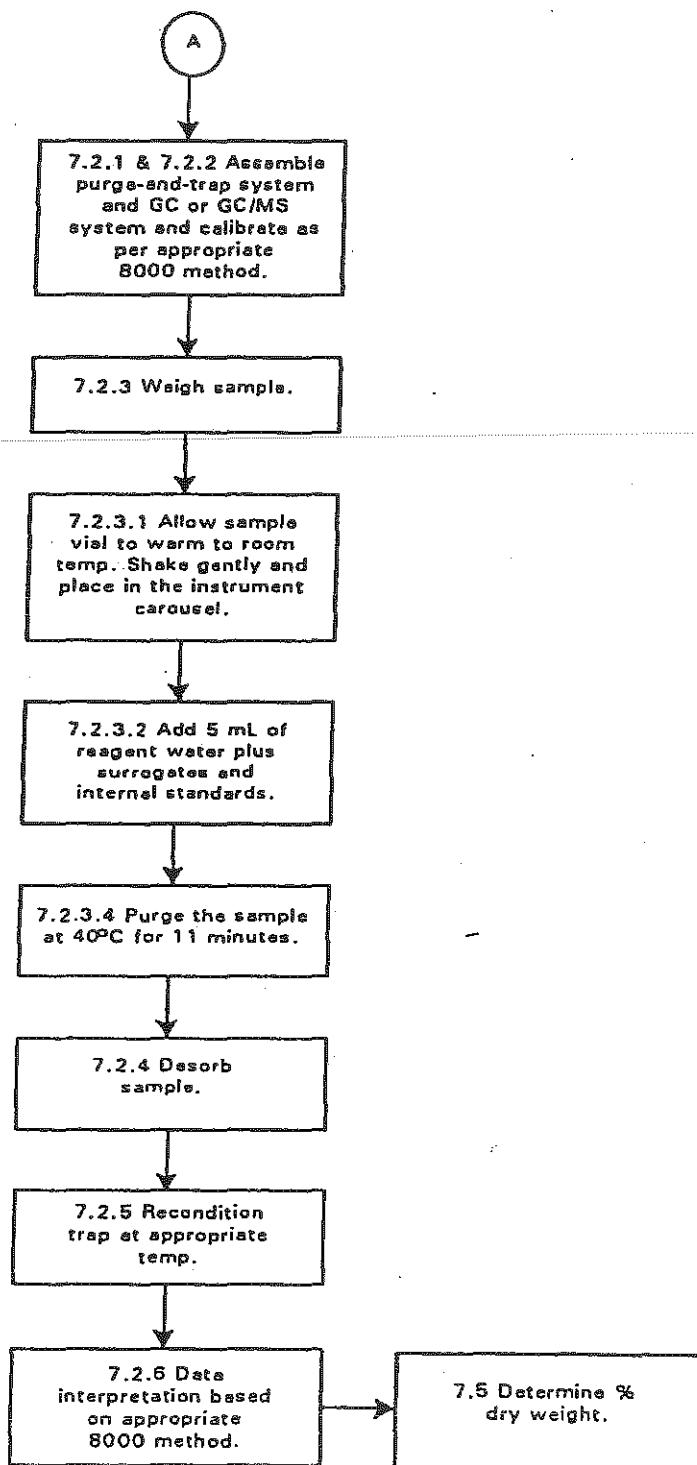 A
7.2.1 & 7.2.2 Assemble
purge-and-trap system
and GC or GC/MS
system and calibrate as
per appropriate
8000 method.
7.2.3 Weigh sample.
7.2.3.1 Allow sample
vial to warm to room
temp. Shake gently and
place in the instrument
carousel.
7.2.3.2 Add 5 mL of
reagent water plus
surrogates and
internal standards.
7.2.3.4 Purge the sample
at 40ºC for 11 minutes.
7.2.4 Desorb
sample.
7.2.5 Recondition
trap at appropriate
temp.
7.2.6 Data
interpretation based
on appropriate
8000 method.
7.5 Determine %
dry weight.